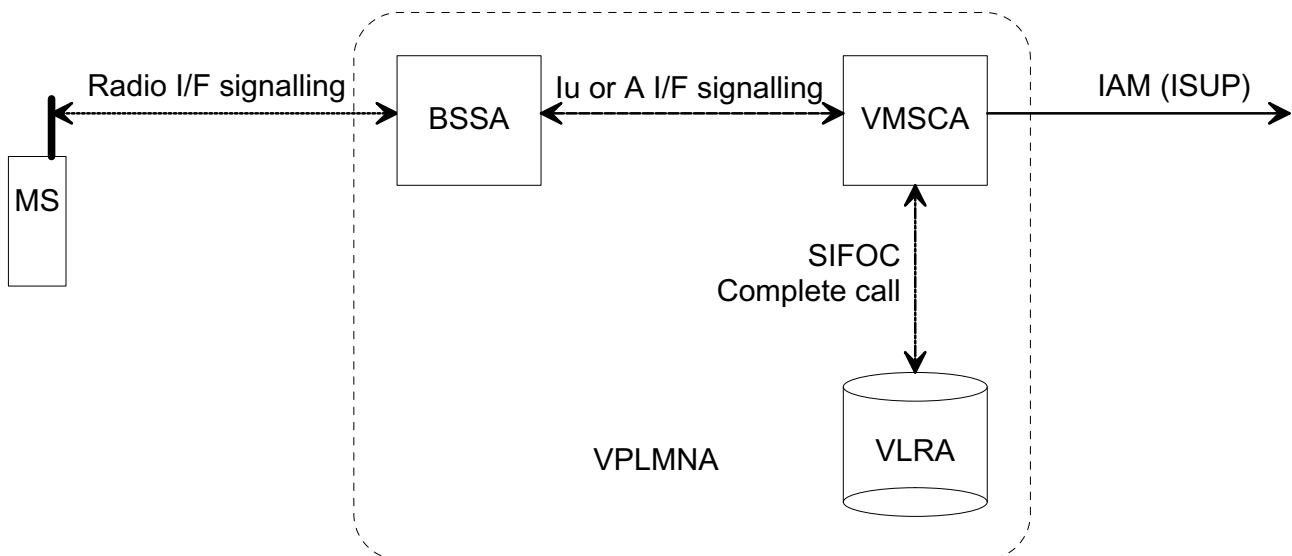 Radio I/F signalling
Iu or A I/F signalling
IAM (ISUP)
BSSA
VMSCA
MS
SIFOC
Complete call
VPLMNA
VLRA